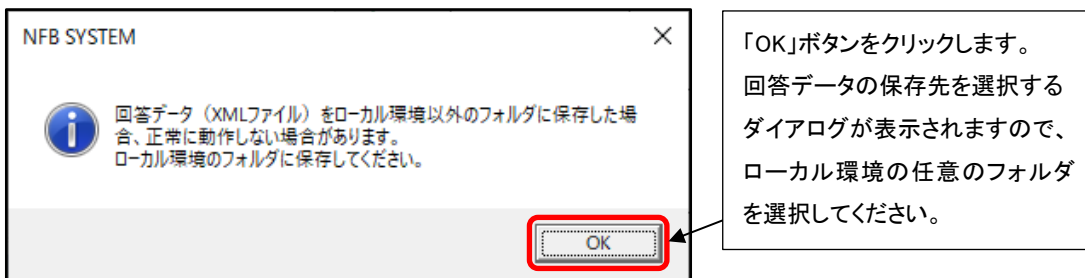 NFB SYSTEM
回答データ（XMLファイル）をローカル環境以外のフォルダに保存した場
合、正常に動作しない場合があります。
ローカル環境のフォルダに保存してください。
OK
「OK」ボタンをクリックします。
回答データの保存先を選択する
ダイアログが表示されますので、
ローカル環境の任意のフォルダ
を選択してください。